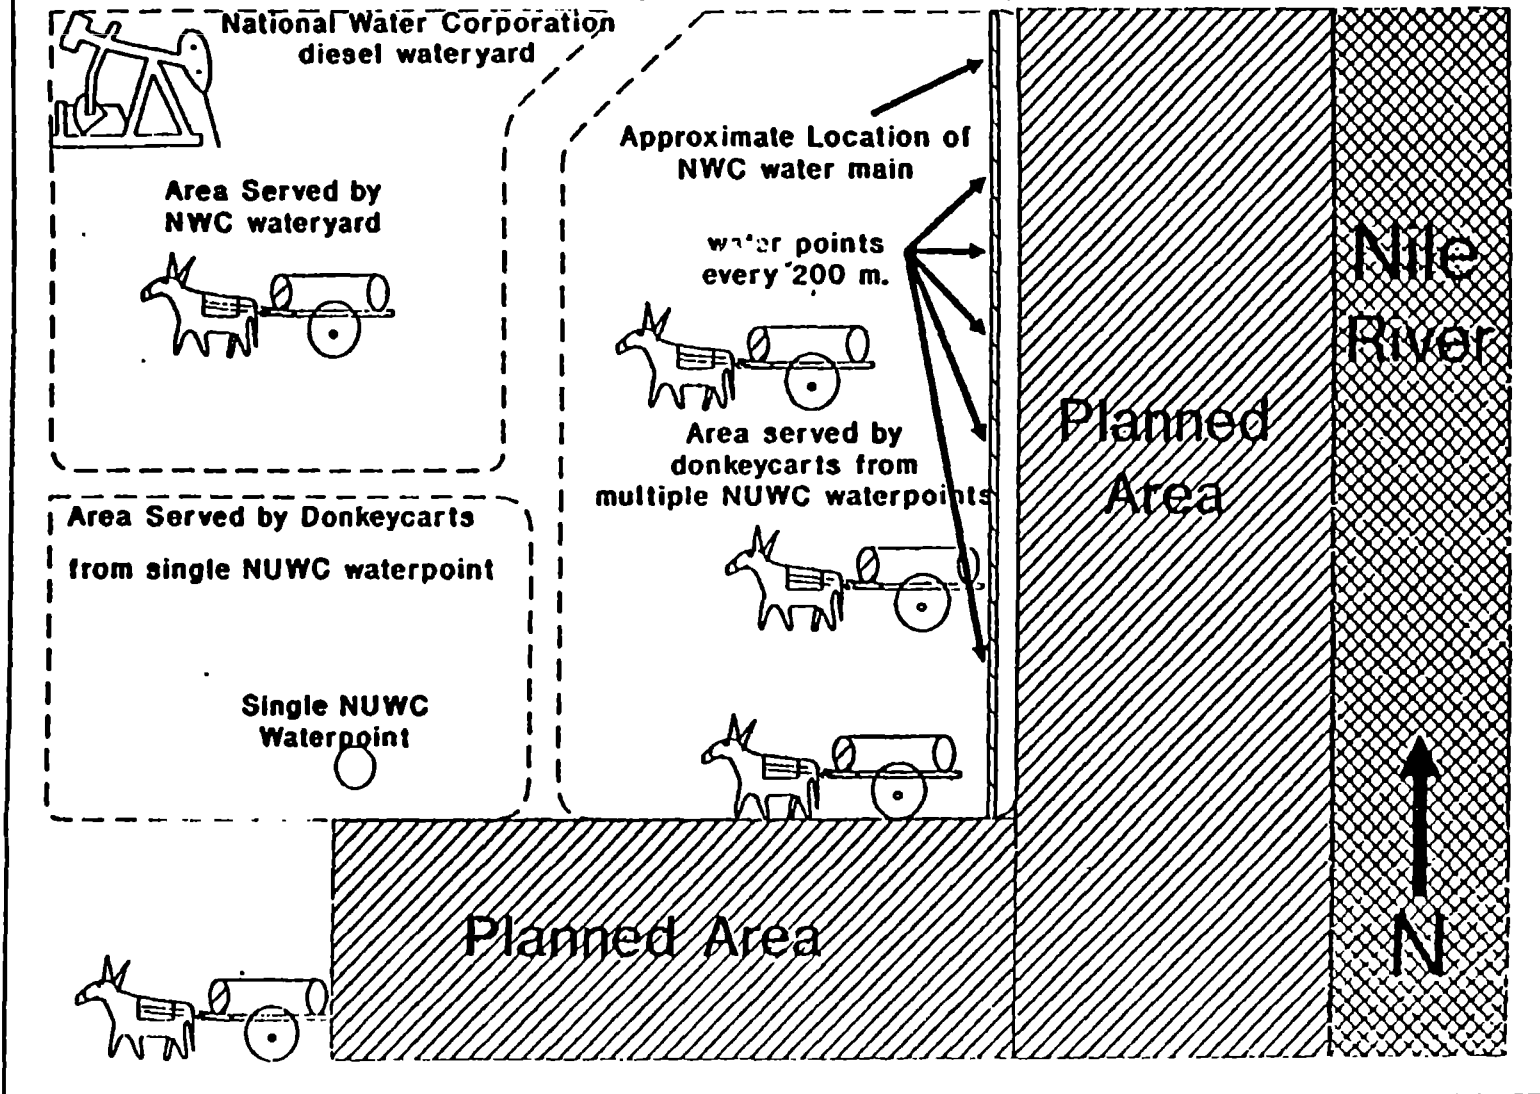 National Water Corporation
diesel wateryard
Approximate Location of
NWC water main
Area Served by
NWC wateryard
water points
every 200 m.
Nile
River
Planned
Area
Area served by
donkeycarts from
multiple NUWC waterpoints
Area Served by Donkeycarts
from single NUWC waterpoint
Single NUWC
Waterpoint
Planned Area
N